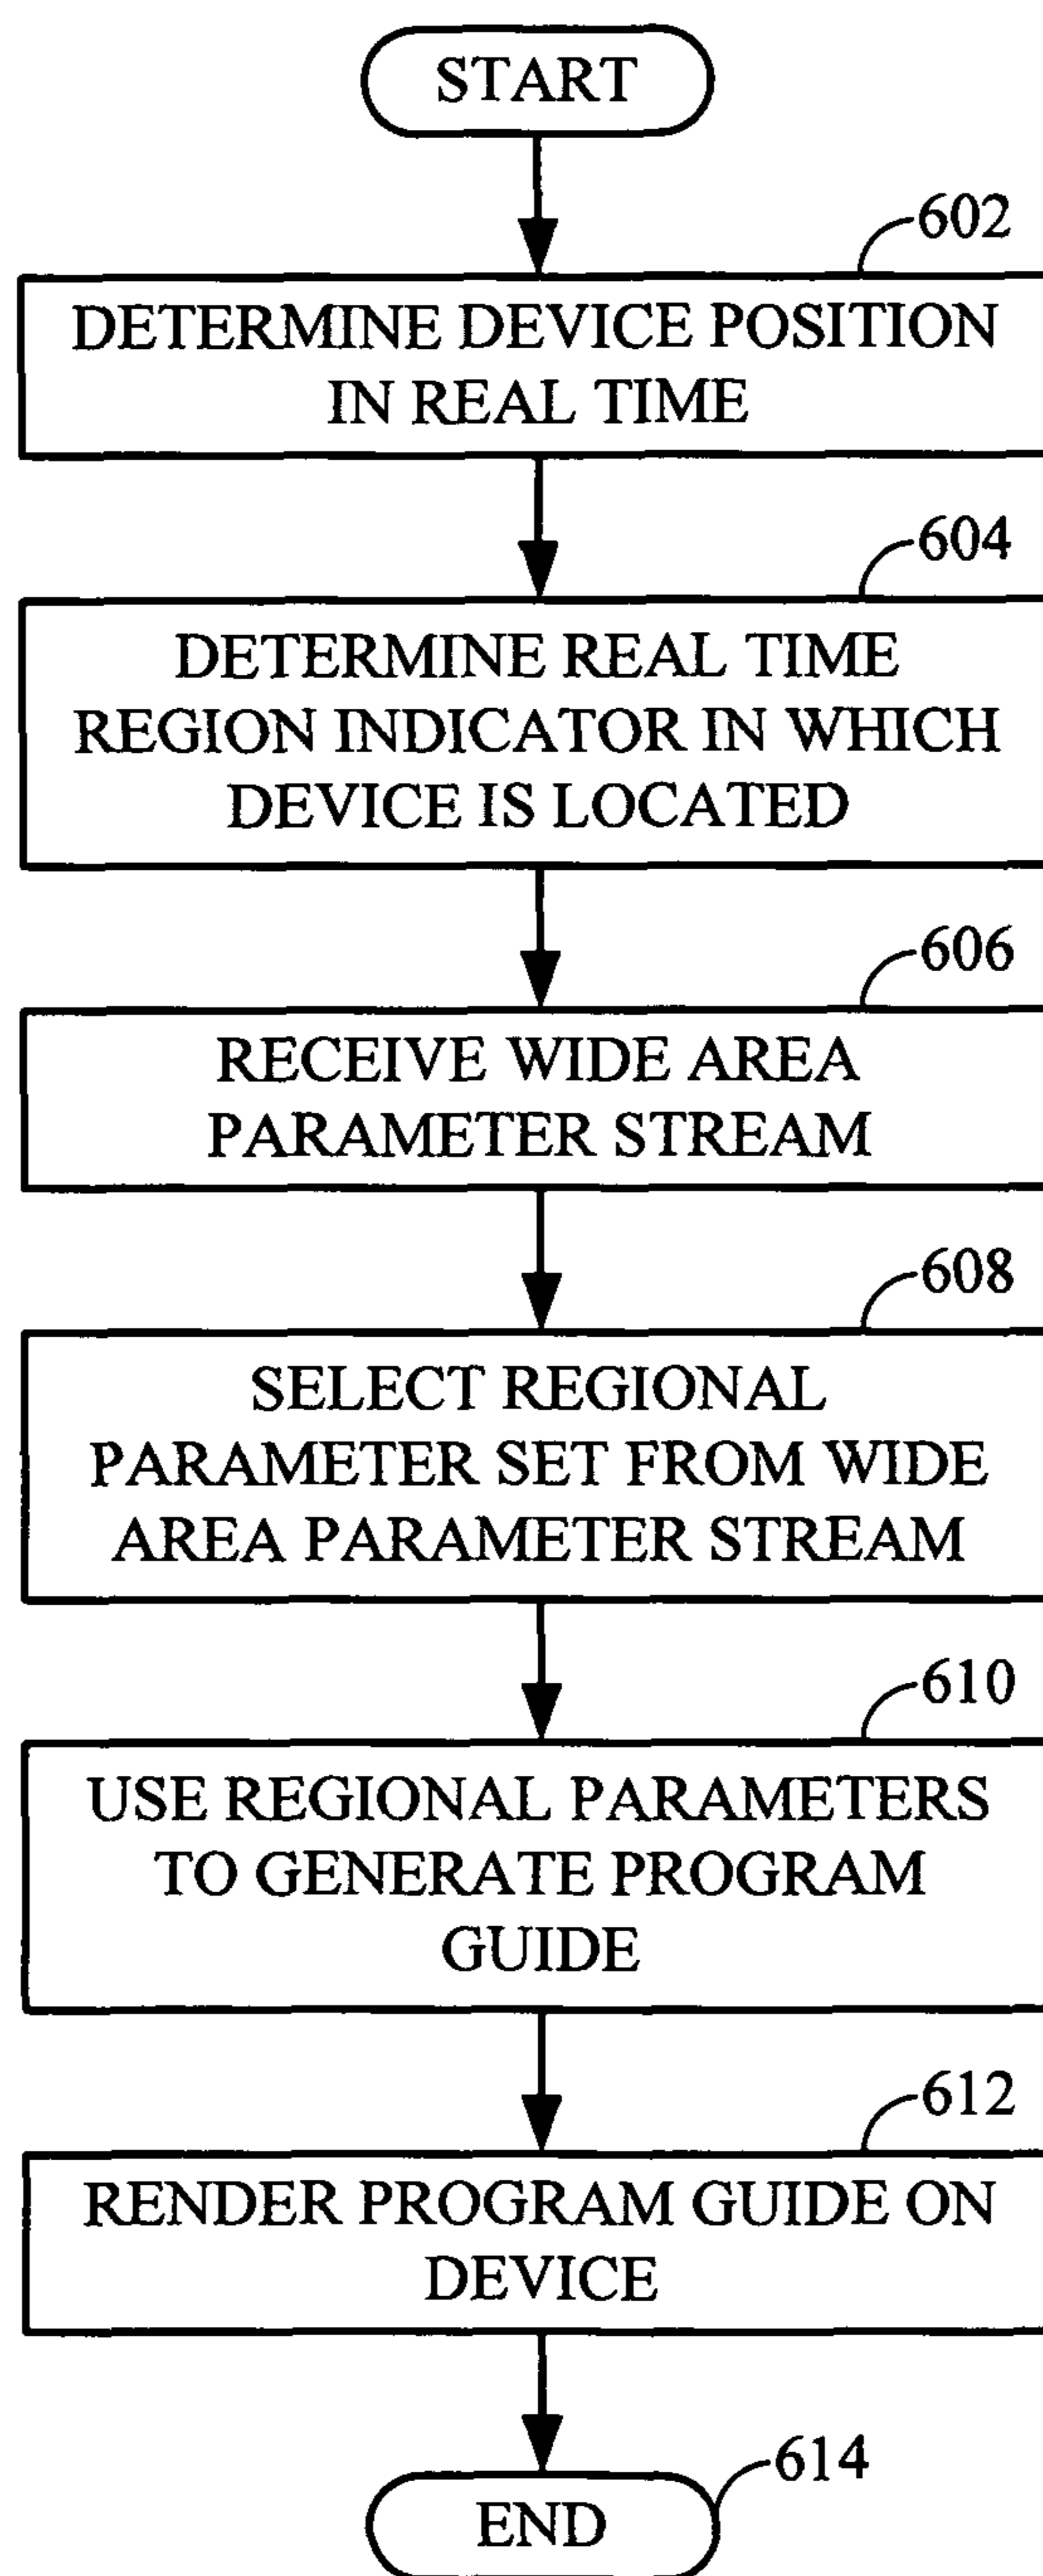 START
602
DETERMINE DEVICE POSITION
IN REAL TIME
604
DETERMINE REAL TIME
REGION INDICATOR IN WHICH
DEVICE IS LOCATED
606
RECEIVE WIDE AREA
PARAMETER STREAM
608
SELECT REGIONAL
PARAMETER SET FROM WIDE
AREA PARAMETER STREAM
610
USE REGIONAL PARAMETERS
TO GENERATE PROGRAM
GUIDE
612
RENDER PROGRAM GUIDE ON
DEVICE
614
END